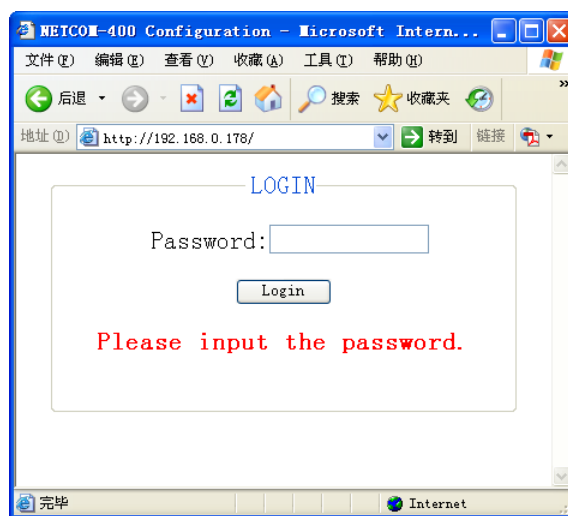 NETCOM-400 Configuration - Microsoft Intern...
文件(F) 编辑(E) 查看(V) 收藏(A) 工具(T) 帮助(H)
后退 搜索 收藏夹 »
地址(D) http://192.168.0.178/ 转到 链接
LOGIN
Password:
Login
Please input the password.
完毕 Internet